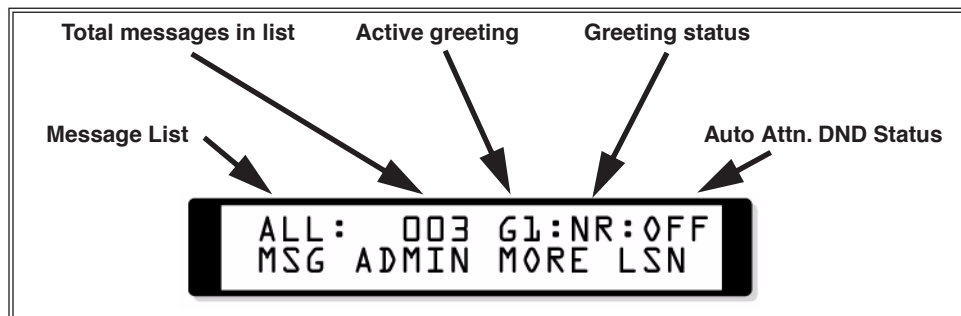 Total messages in list Active greeting Greeting status
Message List Auto Attn. DND Status
ALL: 003 G1:NR:OFF
MSG ADMIN MORE LSN